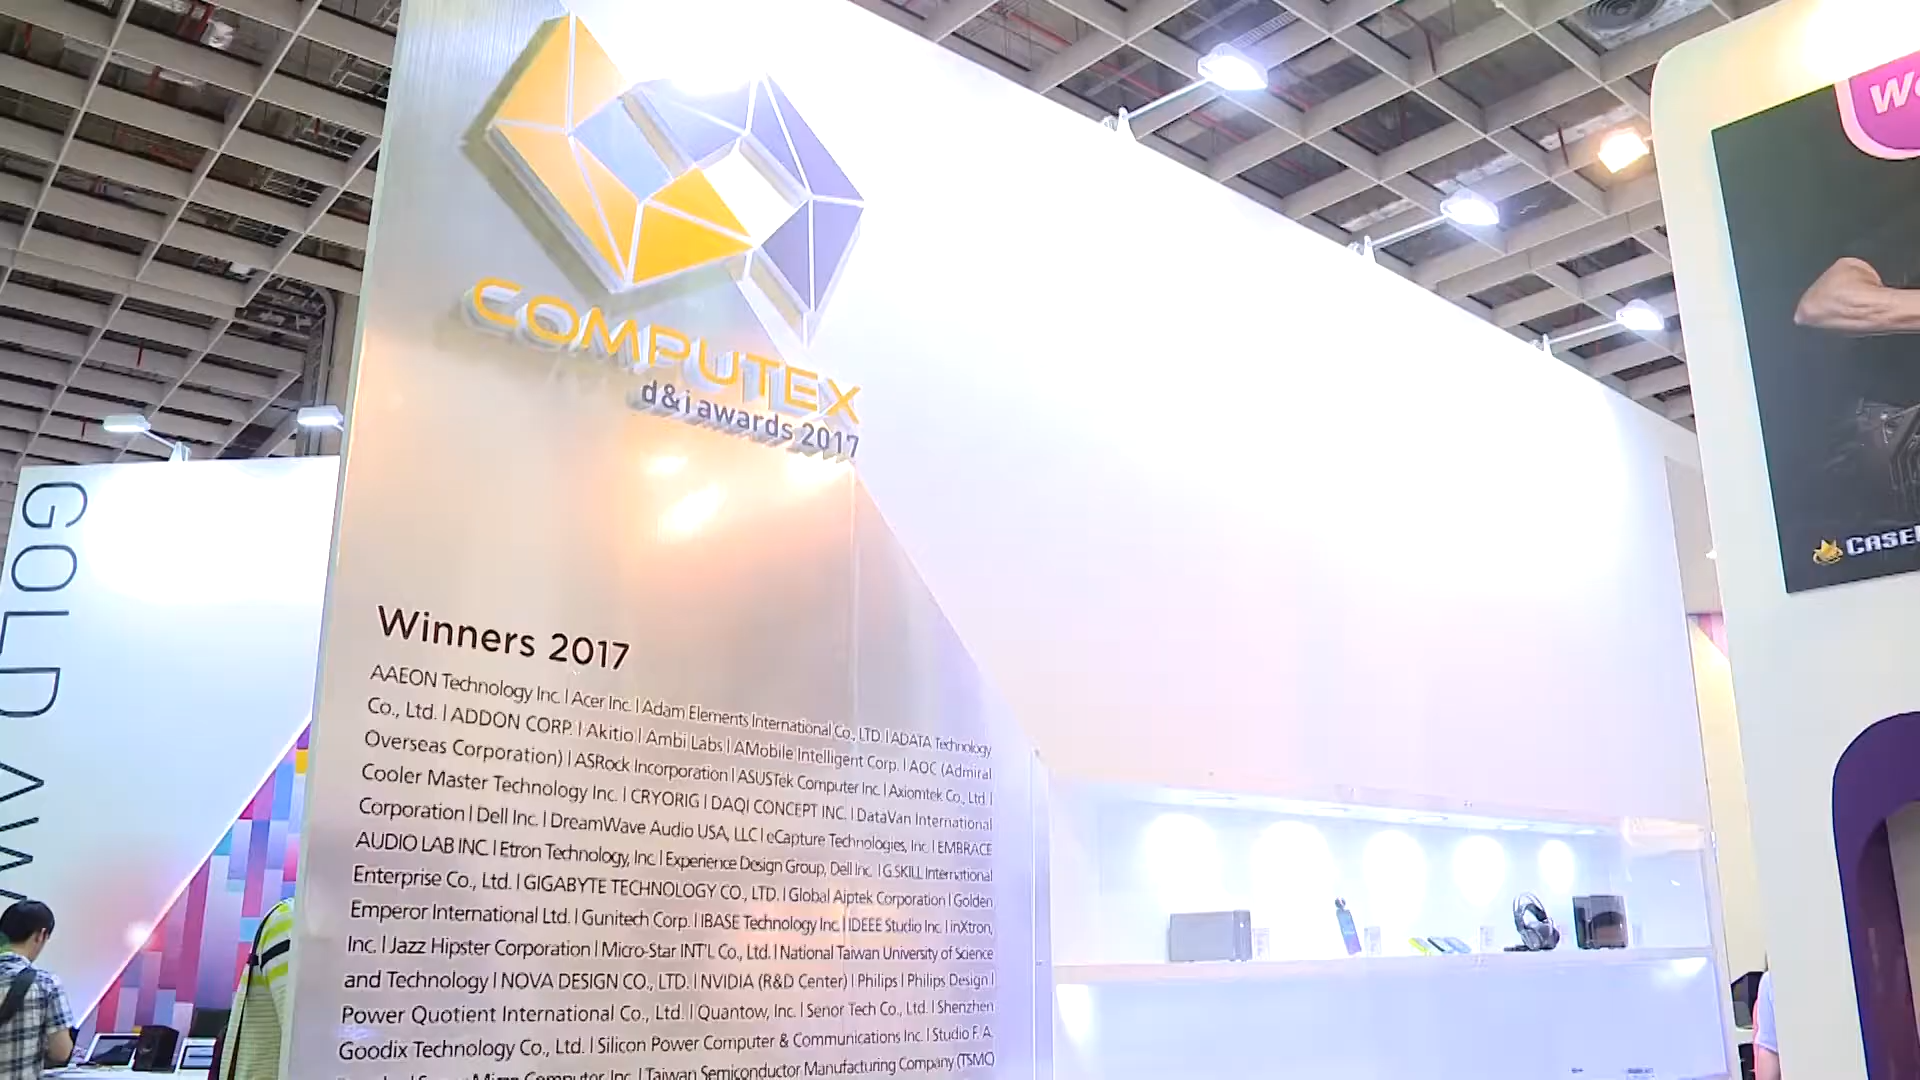 COMPUTEX
d&i awards 2017
Winners 2017
AAEON Technology Inc. | Acer Inc. | Adam Elements International Co., LTD. | ADATA Technology
Co., Ltd. | ADDON CORP. | Akitio | Ambi Labs | AMobile Intelligent Corp. | AOC (Admiral
Overseas Corporation) | ASRock Incorporation | ASUSTek Computer Inc. | Axiomtek Co., Ltd. |
Cooler Master Technology Inc. | CRYORIG | DAQI CONCEPT INC. | DataVan International
Corporation | Dell Inc. | DreamWave Audio USA, LLC | eCapture Technologies, Inc. | EMBRACE
AUDIO LAB INC. | Etron Technology, Inc. | Experience Design Group, Dell Inc. | G.SKILL International
Enterprise Co., Ltd. | GIGABYTE TECHNOLOGY CO., LTD. | Global Aiptek Corporation | Golden
Emperor International Ltd. | Gunitech Corp. | IBASE Technology Inc. | IDEEE Studio Inc. | inXtron,
Inc. | Jazz Hipster Corporation | Micro-Star INT'L Co., Ltd. | National Taiwan University of Science
and Technology | NOVA DESIGN CO., LTD. | NVIDIA (R&D Center) | Philips | Philips Design |
Power Quotient International Co., Ltd. | Quantow, Inc. | Senor Tech Co., Ltd. | Shenzhen
Goodix Technology Co., Ltd. | Silicon Power Computer & Communications Inc. | Studio F. A.
Computer Inc. | Taiwan Semiconductor Manufacturing Company (TSMC)
GOLD AW
We
CASE